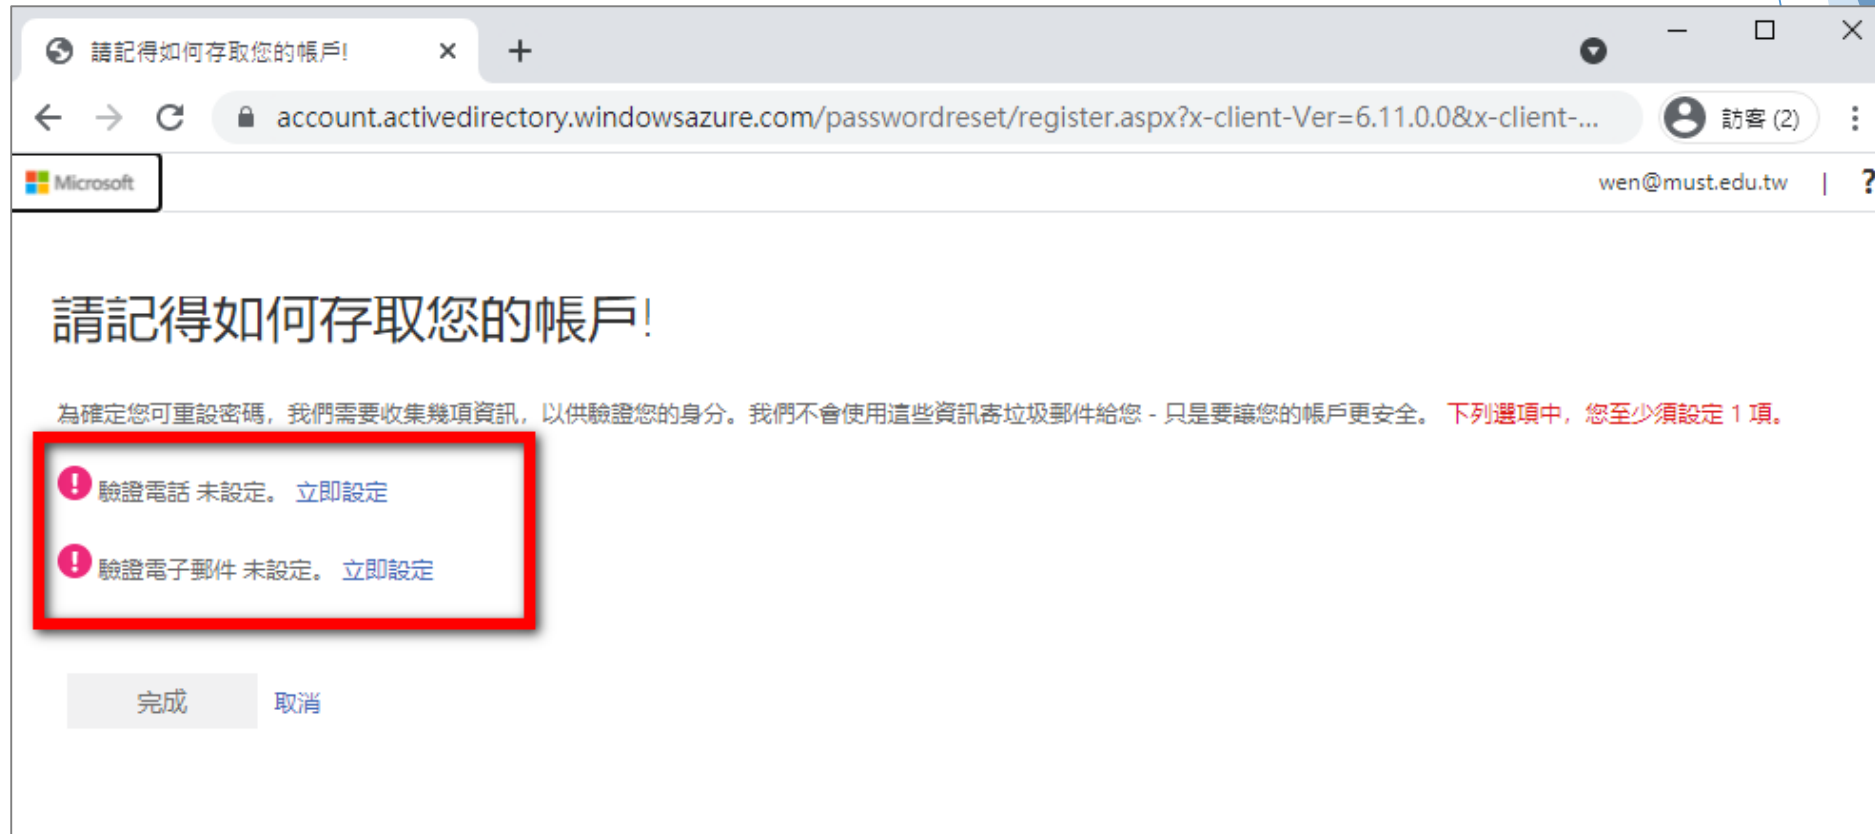 請記得如何存取您的帳戶!
account.activedirectory.windowsazure.com/passwordreset/register.aspx?x-client-Ver=6.11.0.0&x-client-...
訪客 (2)
Microsoft
wen@must.edu.tw | ?
請記得如何存取您的帳戶!
為確定您可重設密碼，我們需要收集幾項資訊，以供驗證您的身分。我們不會使用這些資訊寄垃圾郵件給您 - 只是要讓您的帳戶更安全。 下列選項中，您至少須設定 1 項。
! 驗證電話 未設定。 立即設定
! 驗證電子郵件 未設定。 立即設定
完成 取消